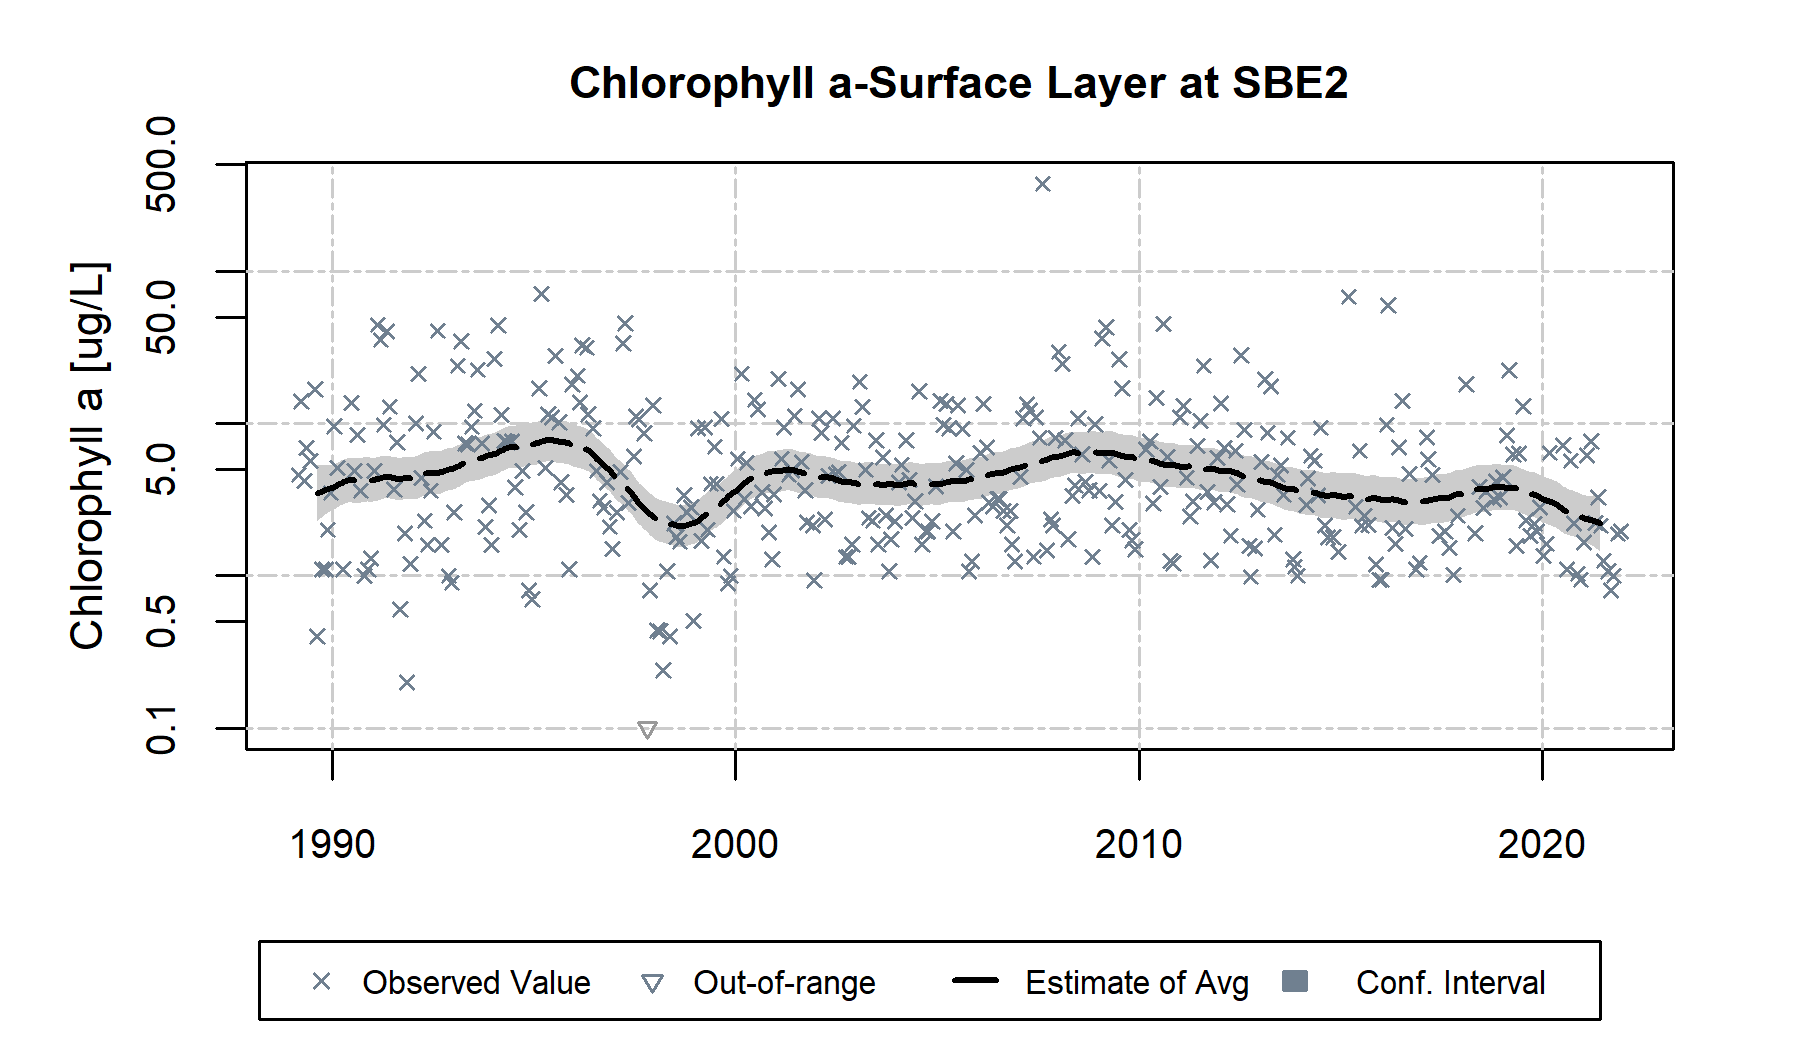 Chlorophyll a-Surface Layer at SBE2
Chlorophyll a [ug/L]
500.0
50.0
5.0
0.5
0.1
1990 2000 2010 2020
Observed Value Out-of-range Estimate of Avg Conf. Interval